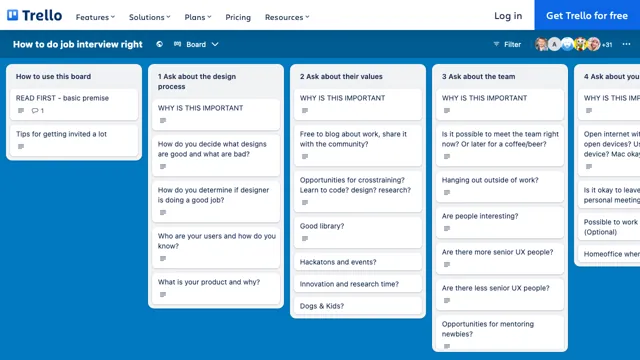 Trello
Features
Solutions
Plans
Pricing
Resources
Log in
Get Trello for free
How to do job interview right
Board
Filter
A
+31
How to use this board
READ FIRST - basic premise
1
Tips for getting invited a lot
1 Ask about the design
process
WHY IS THIS IMPORTANT
How do you decide what designs
are good and what are bad?
How do you determine if designer
is doing a good job?
Who are your users and how do you
know?
What is your product and why?
2 Ask about their values
WHY IS THIS IMPORTANT
Free to blog about work, share it
with the community?
Opportunities for crosstraining?
Learn to code? design? research?
Good library?
Hackatons and events?
Innovation and research time?
Dogs & Kids?
3 Ask about the team
WHY IS THIS IMPORTANT
Is it possible to meet the team right
now? Or later for a coffee/beer?
Hanging out outside of work?
Are people interesting?
Are there more senior UX people?
Are there less senior UX people?
Opportunities for mentoring
newbies?
4 Ask about you
WHY IS THIS IMP
Open internet wit
open devices? Us
device? Mac okay
Is it okay to leave
personal meeting
Possible to work
(Optional)
Homeoffice when